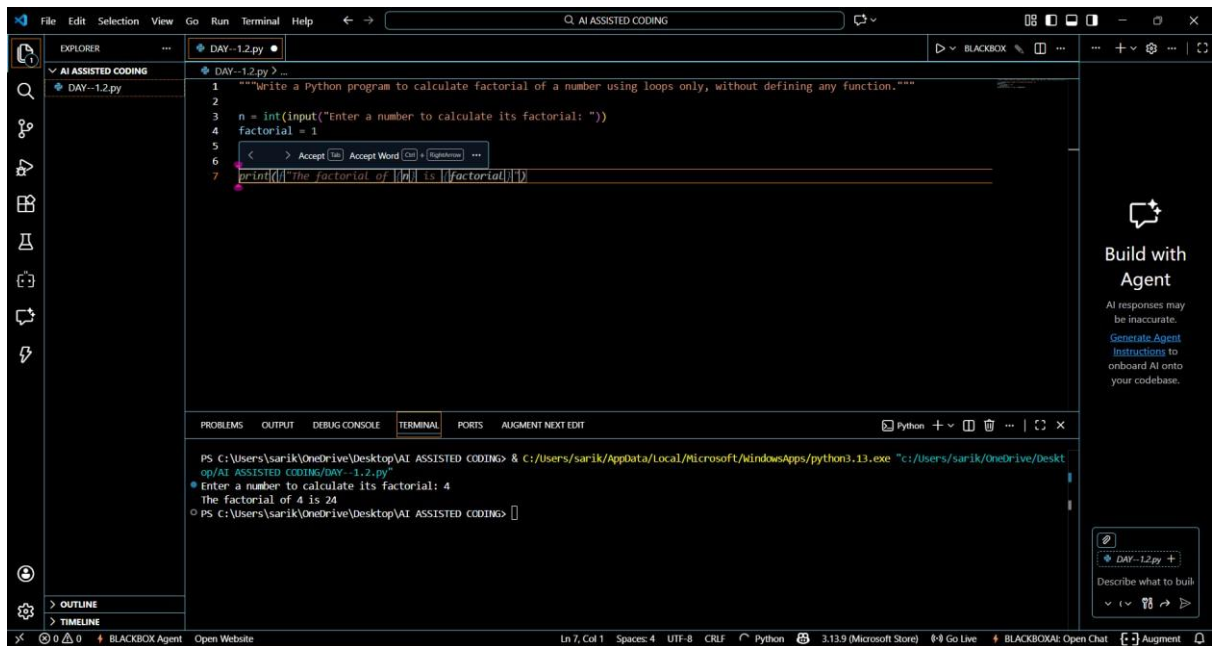 File Edit Selection View Go Run Terminal Help
AI ASSISTED CODING
EXPLORER
DAY--1.2.py
BLACKBOX
AI ASSISTED CODING
DAY--1.2.py
DAY--1.2.py > ...
1 """Write a Python program to calculate factorial of a number using loops only, without defining any function."""
2
3 n = int(input("Enter a number to calculate its factorial: "))
4 factorial = 1
5
< > Accept Tab Accept Word Ctrl + RightArrow ...
6
7 print(f"The factorial of {n} is {factorial}")
Build with
Agent
AI responses may
be inaccurate.
Generate Agent
Instructions to
onboard AI onto
your codebase.
PROBLEMS OUTPUT DEBUG CONSOLE TERMINAL PORTS AUGMENT NEXT EDIT
Python
PS C:\Users\sarik\OneDrive\Desktop\AI ASSISTED CODING> & C:/Users/sarik/AppData/Local/Microsoft/WindowsApps/python3.13.exe "c:/Users/sarik/OneDrive/Deskt
op/AI ASSISTED CODING/DAY--1.2.py"
Enter a number to calculate its factorial: 4
The factorial of 4 is 24
PS C:\Users\sarik\OneDrive\Desktop\AI ASSISTED CODING>
DAY--1.2.py +
Describe what to buil
OUTLINE
TIMELINE
0 0 BLACKBOX Agent Open Website Ln 7, Col 1 Spaces: 4 UTF-8 CRLF Python 3.13.9 (Microsoft Store) Go Live BLACKBOXAI: Open Chat Augment